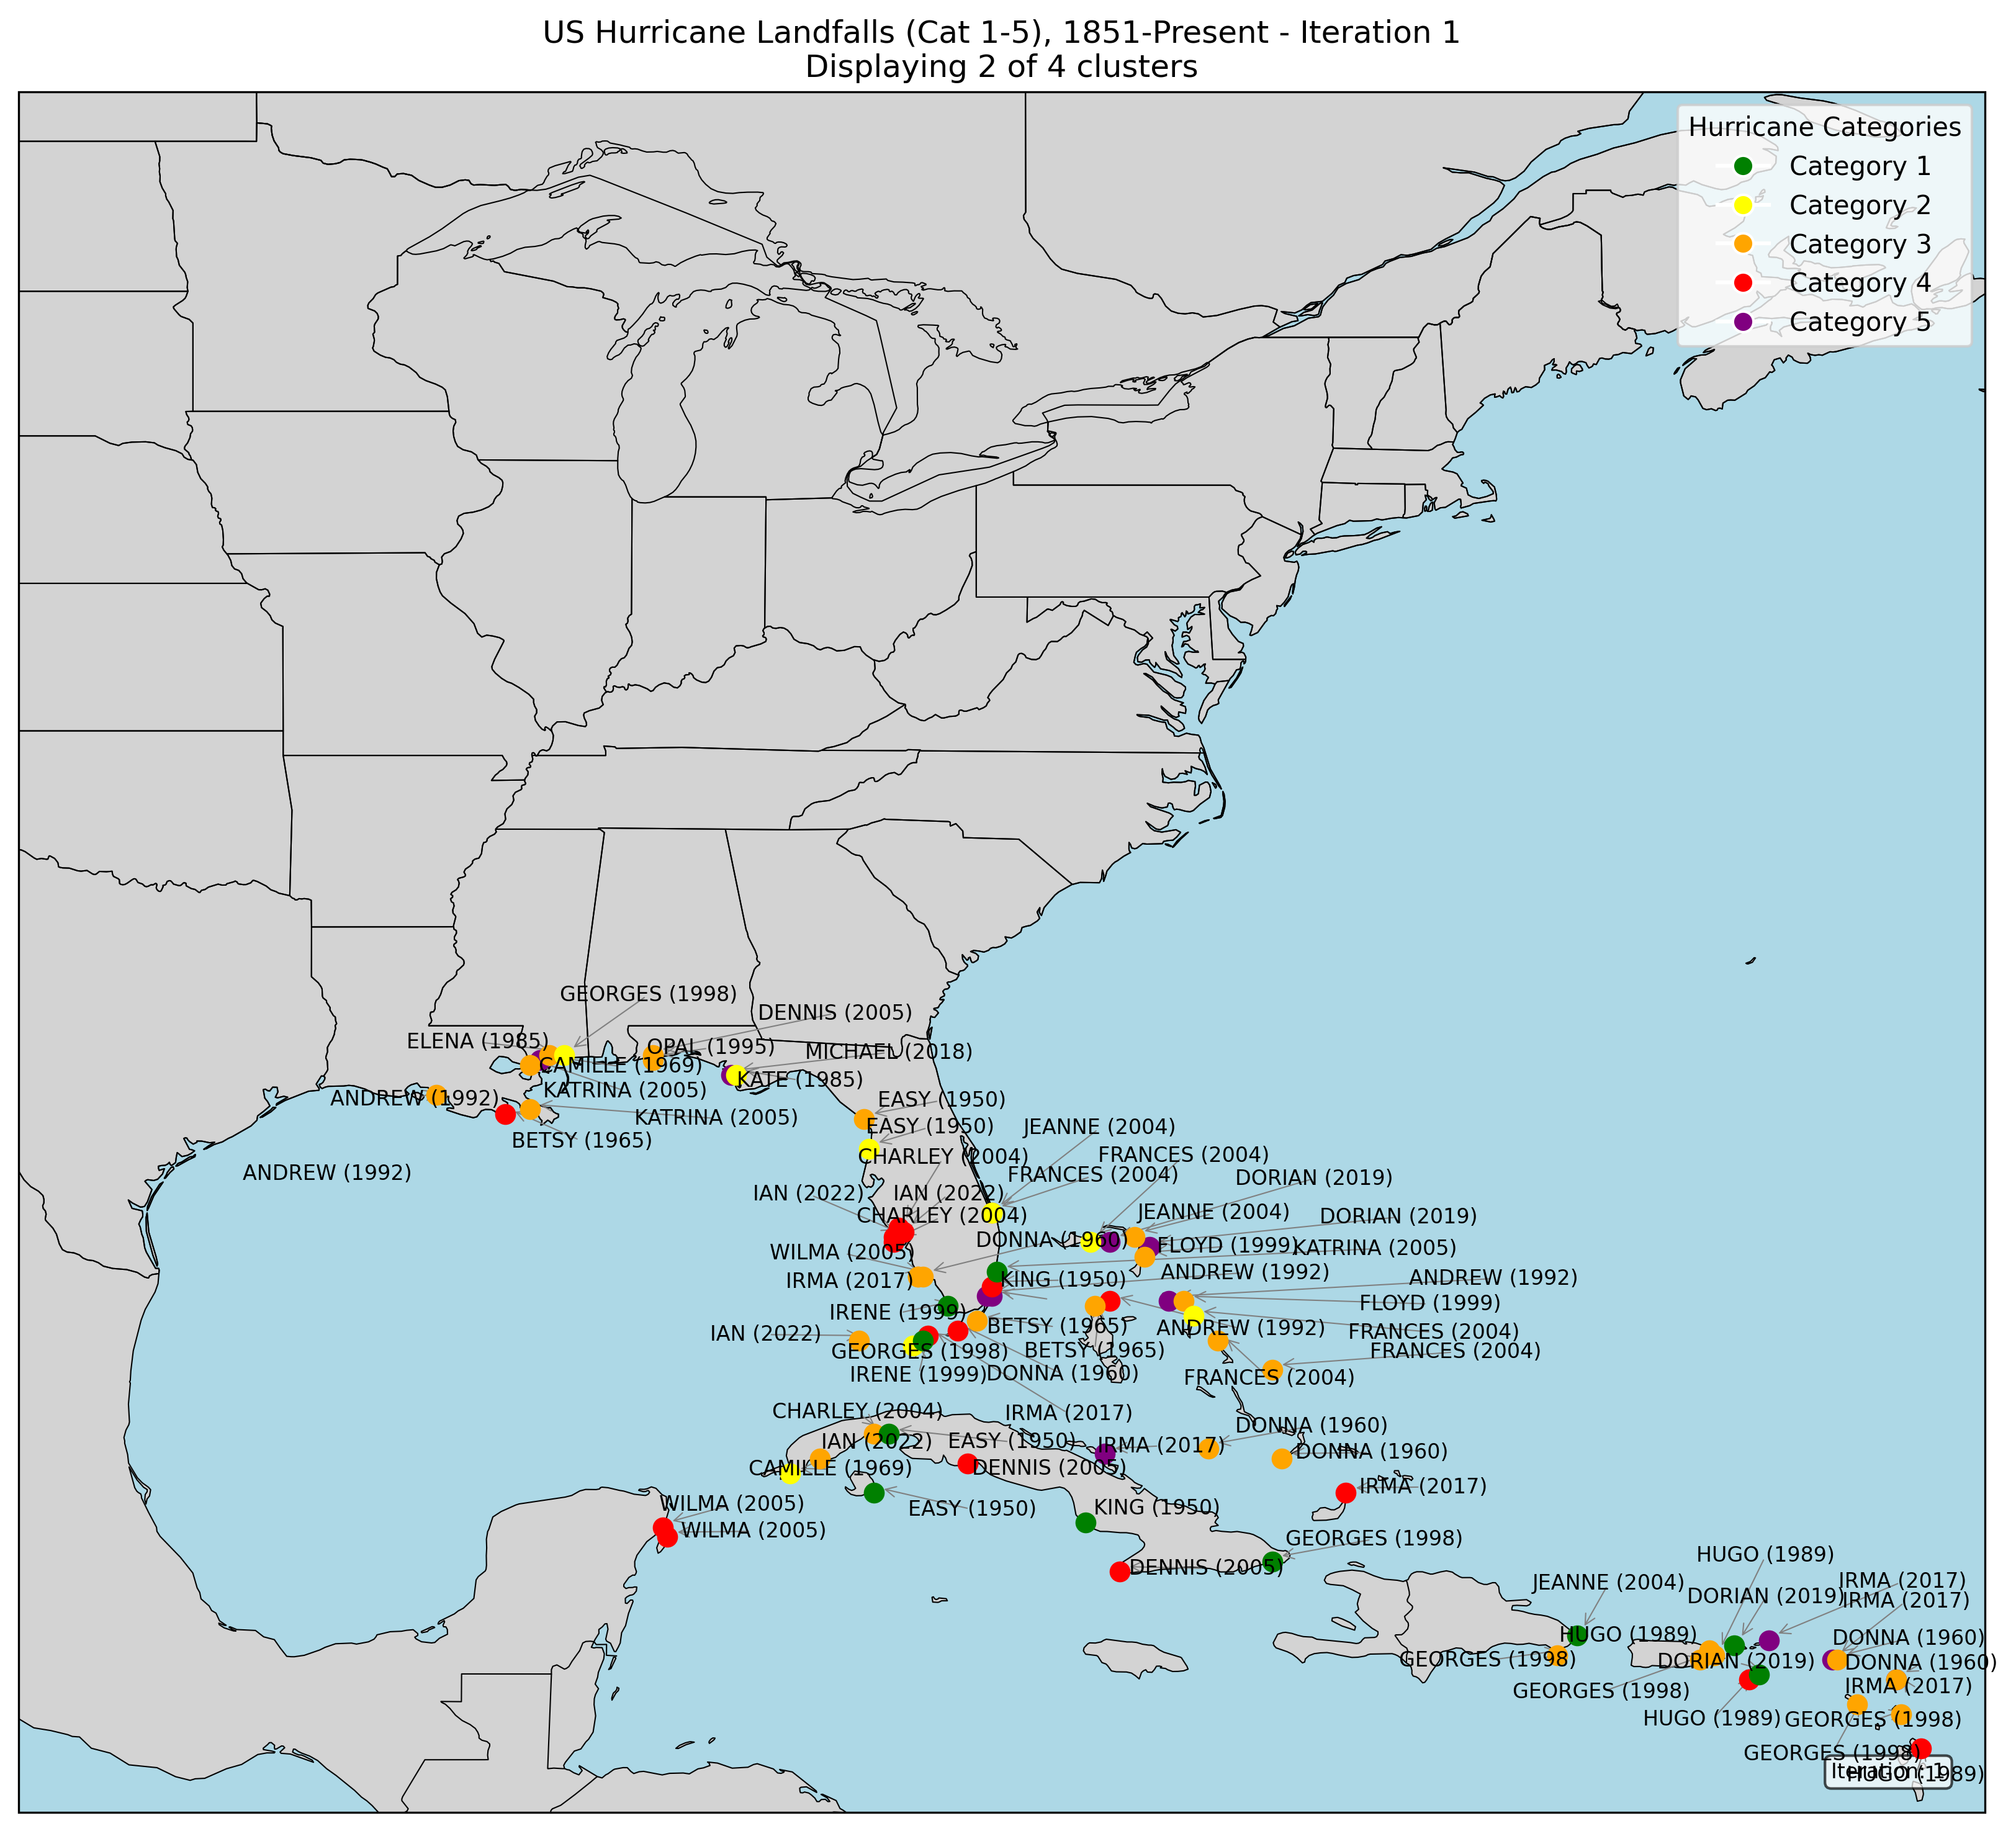 US Hurricane Landfalls (Cat 1-5), 1851-Present - Iteration 1
Displaying 2 of 4 clusters
Hurricane Categories
Category 1
Category 2
Category 3
Category 4
Category 5
GEORGES (1998)
DENNIS (2005)
ELENA (1985)
OPAL (1995)
MICHAEL (2018)
CAMILLE (1969)
KATE (1985)
KATRINA (2005)
ANDREW (1992)
EASY (1950)
KATRINA (2005)
EASY (1950)
JEANNE (2004)
BETSY (1965)
CHARLEY (2004)
FRANCES (2004)
ANDREW (1992)
FRANCES (2004)
DORIAN (2019)
IAN (2022)
IAN (2022)
CHARLEY (2004)
JEANNE (2004)
DORIAN (2019)
DONNA (1960)
FLOYD (1999)
KATRINA (2005)
WILMA (2005)
IRMA (2017)
KING (1950)
ANDREW (1992)
ANDREW (1992)
IRENE (1999)
FLOYD (1999)
BETSY (1965)
ANDREW (1992)
FRANCES (2004)
IAN (2022)
GEORGES (1998)
BETSY (1965)
FRANCES (2004)
IRENE (1999)
DONNA (1960)
FRANCES (2004)
CHARLEY (2004)
IRMA (2017)
DONNA (1960)
IAN (2022)
EASY (1950)
IRMA (2017)
DONNA (1960)
CAMILLE (1969)
DENNIS (2005)
IRMA (2017)
WILMA (2005)
EASY (1950)
KING (1950)
WILMA (2005)
GEORGES (1998)
DENNIS (2005)
HUGO (1989)
JEANNE (2004)
IRMA (2017)
DORIAN (2019)
IRMA (2017)
HUGO (1989)
DONNA (1960)
GEORGES (1998)
DORIAN (2019)
DONNA (1960)
GEORGES (1998)
IRMA (2017)
HUGO (1989)
GEORGES (1998)
GEORGES (1998)
Iteration: 1
HUGO (1989)